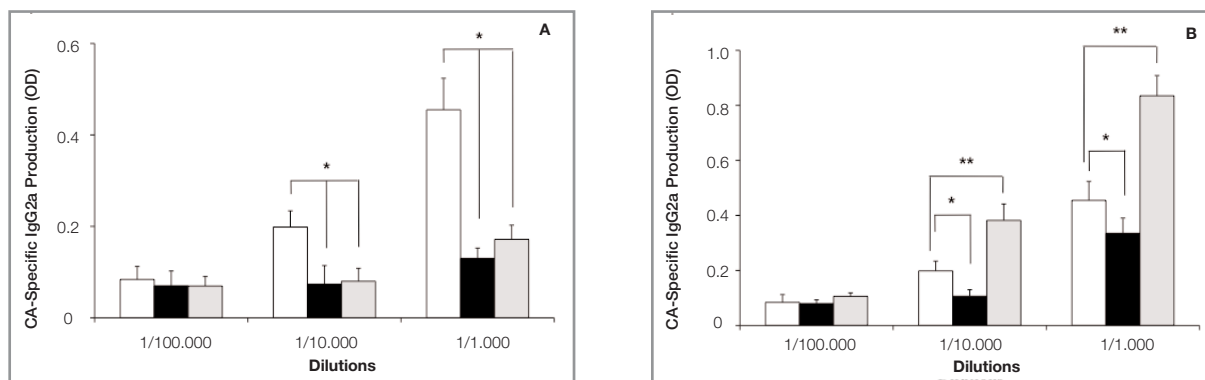 A
CA-Specific IgG2a Production (OD)
0.6
0.4
0.2
0
*
*
1/100.000 1/10.000 1/1.000
Dilutions
B
CA-Specific IgG2a Production (OD)
1.0
0.8
0.6
0.4
0.2
0
**
*
**
*
1/100.000 1/10.000 1/1.000
Dilutions